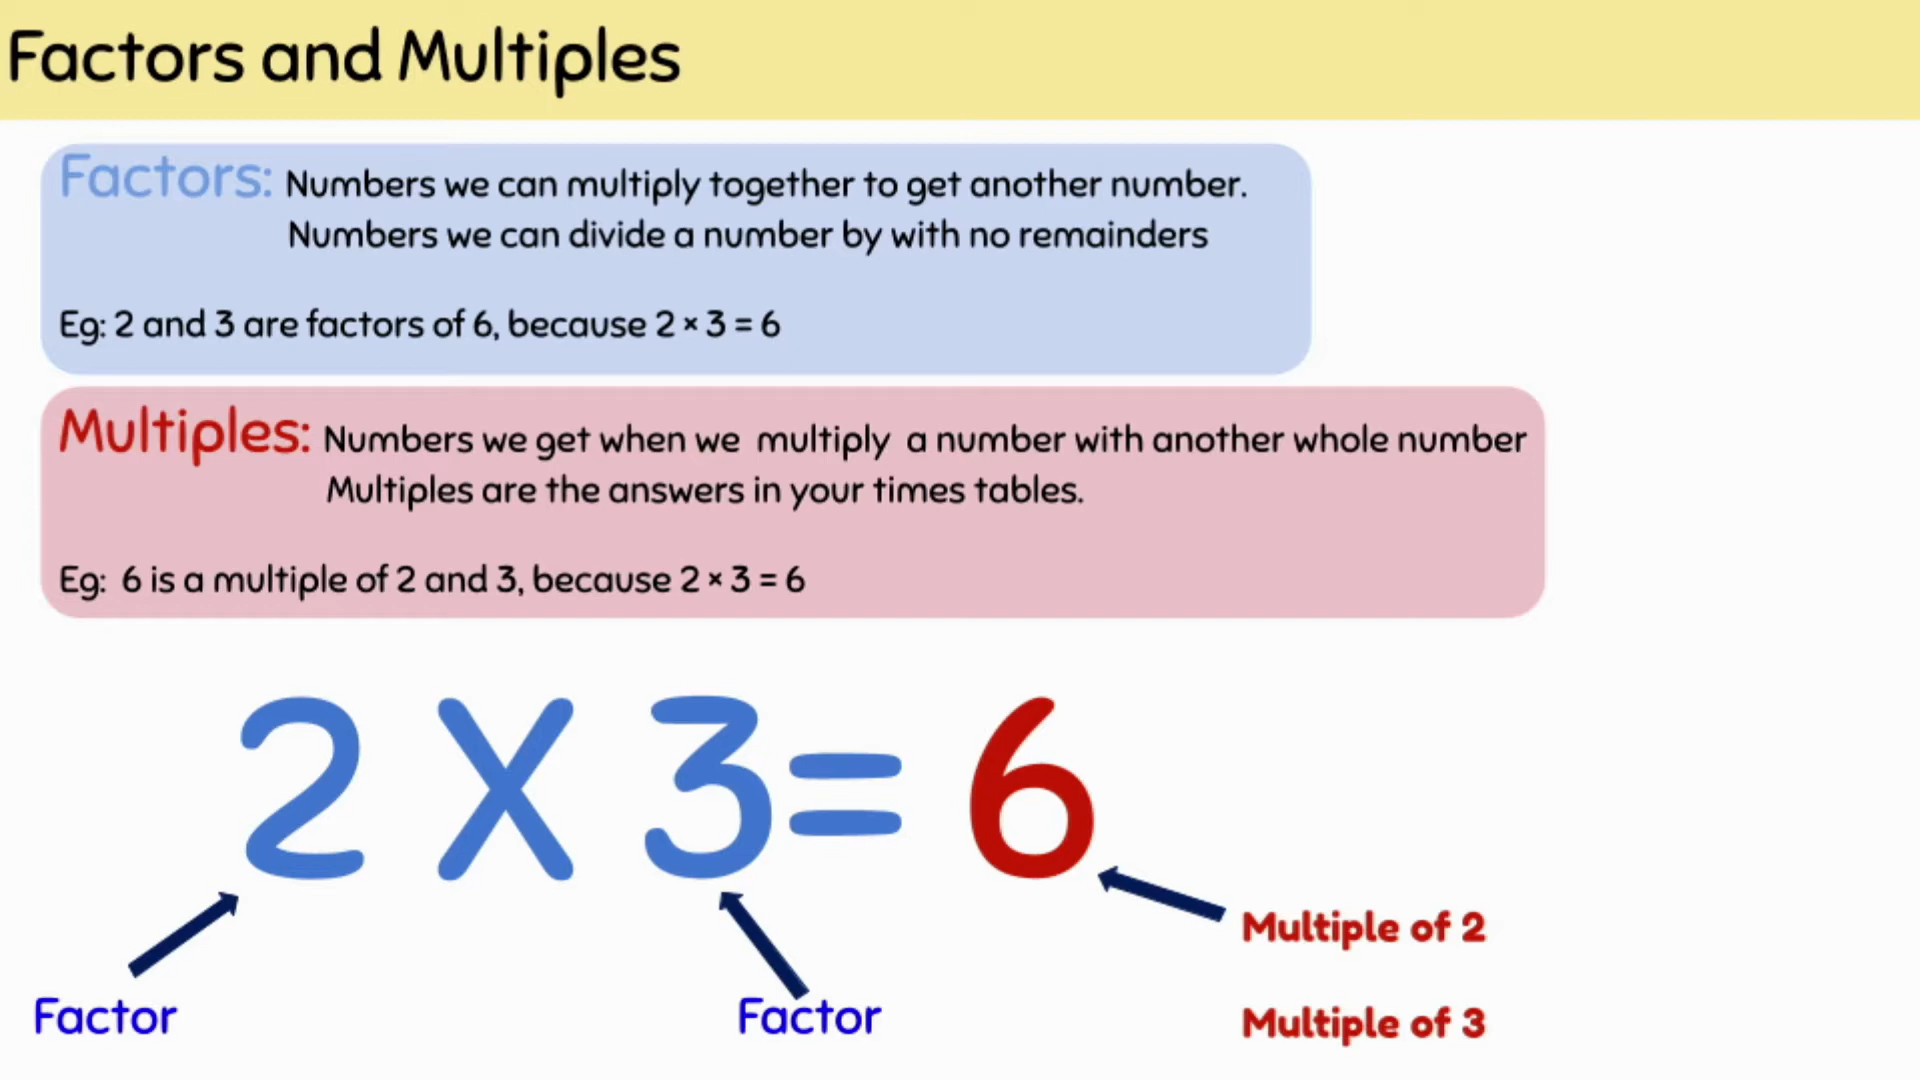 Factors and Multiples
Factors: Numbers we can multiply together to get another number.
Numbers we can divide a number by with no remainders
Eg: 2 and 3 are factors of 6, because 2 × 3 = 6
Multiples: Numbers we get when we multiply a number with another whole number
Multiples are the answers in your times tables.
Eg: 6 is a multiple of 2 and 3, because 2 × 3 = 6
2 X 3 = 6
Multiple of 2
Factor Factor Multiple of 3